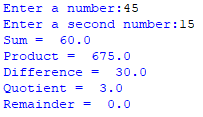 Enter a number:45
Enter a second number:15
Sum =  60.0
Product =  675.0
Difference =  30.0
Quotient =  3.0
Remainder =  0.0